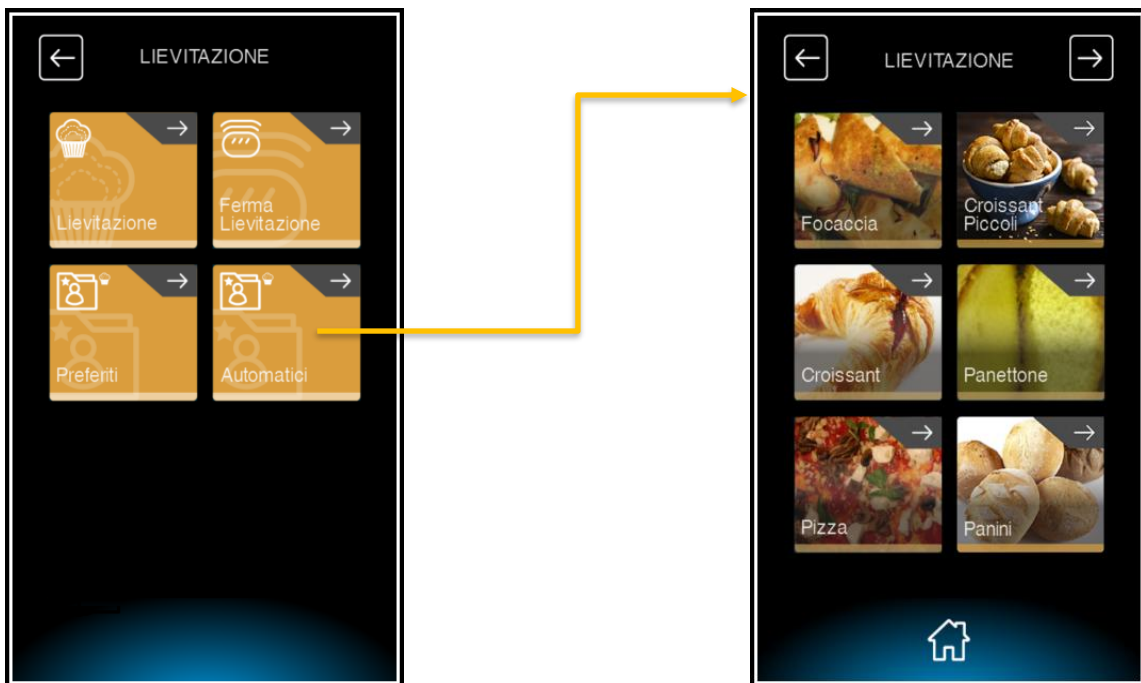 LIEVITAZIONE
Lievitazione
Ferma
Lievitazione
Preferiti
Automatici
LIEVITAZIONE
Focaccia
Croissant
Piccoli
Croissant
Panettone
Pizza
Panini